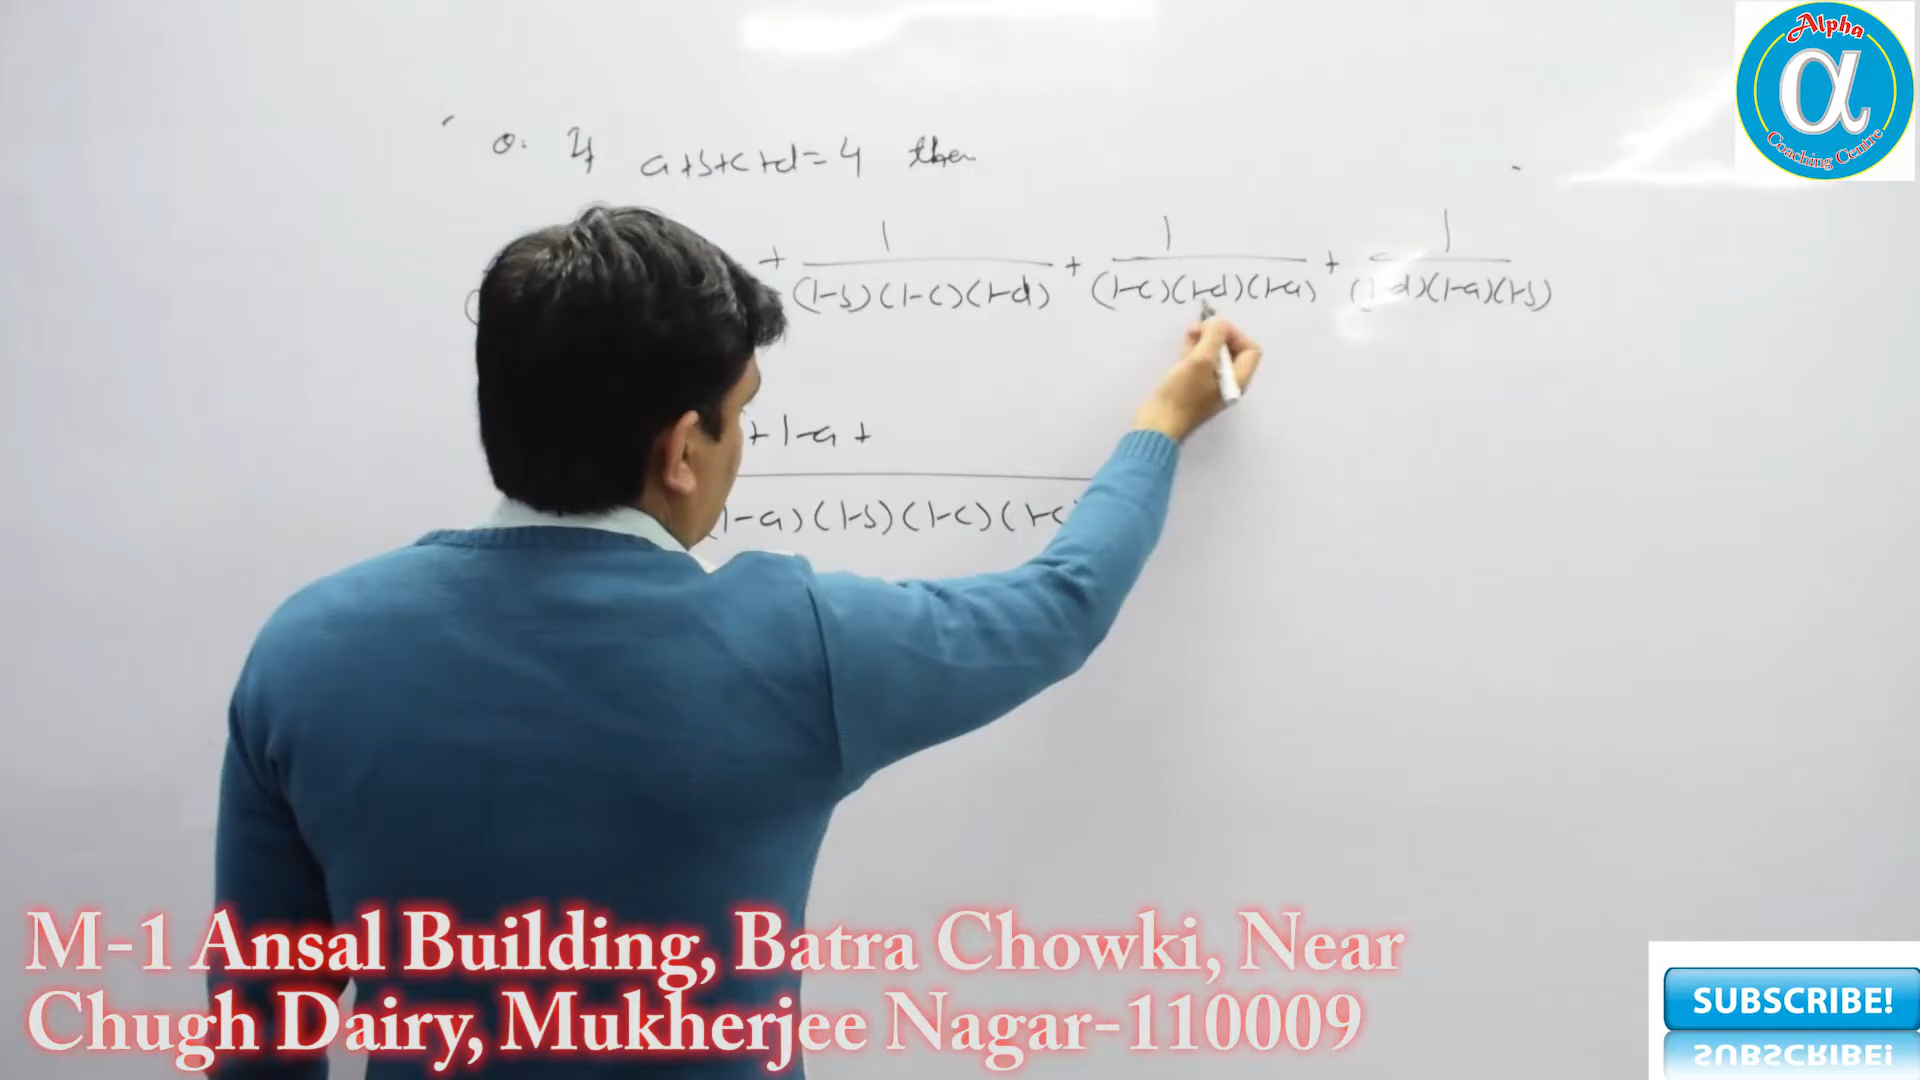 Alpha
α
Coaching Centre
Q. If a+b+c+d=4 then
+ 1/(1-b)(1-c)(1-d) + 1/(1-c)(1-d)(1-a) + 1/(1-d)(1-a)(1-b)
+1-a+
(1-a)(1-b)(1-c)(1-
M-1 Ansal Building, Batra Chowki, Near
Chugh Dairy, Mukherjee Nagar-110009
SUBSCRIBE!